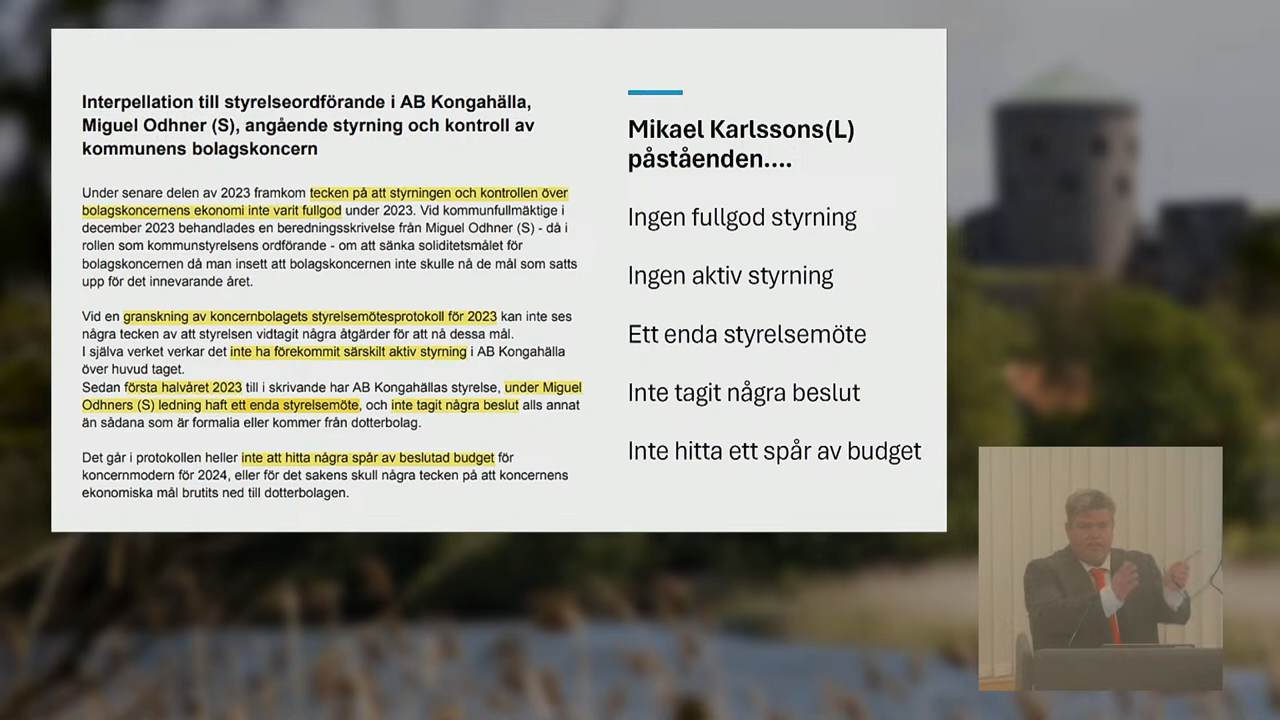 Interpellation till styrelseordförande i AB Kongahälla,
Miguel Odhner (S), angående styrning och kontroll av
kommunens bolagskoncern
Under senare delen av 2023 framkom tecken på att styrningen och kontrollen över
bolagskoncernens ekonomi inte varit fullgod under 2023. Vid kommunfullmäktige i
december 2023 behandlades en beredningsskrivelse från Miguel Odhner (S) - då i
rollen som kommunstyrelsens ordförande - om att sänka soliditetsmålet för
bolagskoncernen då man insett att bolagskoncernen inte skulle nå de mål som satts
upp för det innevarande året.
Vid en granskning av koncernbolagets styrelsemötesprotokoll för 2023 kan inte ses
några tecken av att styrelsen vidtagit några åtgärder för att nå dessa mål.
I själva verket verkar det inte ha förekommit särskilt aktiv styrning i AB Kongahälla
över huvud taget.
Sedan första halvåret 2023 till i skrivande har AB Kongahällas styrelse, under Miguel
Odhners (S) ledning haft ett enda styrelsemöte, och inte tagit några beslut alls annat
än sådana som är formalia eller kommer från dotterbolag.
Det går i protokollen heller inte att hitta några spår av beslutad budget för
koncernmodern för 2024, eller för det sakens skull några tecken på att koncernens
ekonomiska mål brutits ned till dotterbolagen.
Mikael Karlssons(L)
påståenden....
Ingen fullgod styrning
Ingen aktiv styrning
Ett enda styrelsemöte
Inte tagit några beslut
Inte hitta ett spår av budget